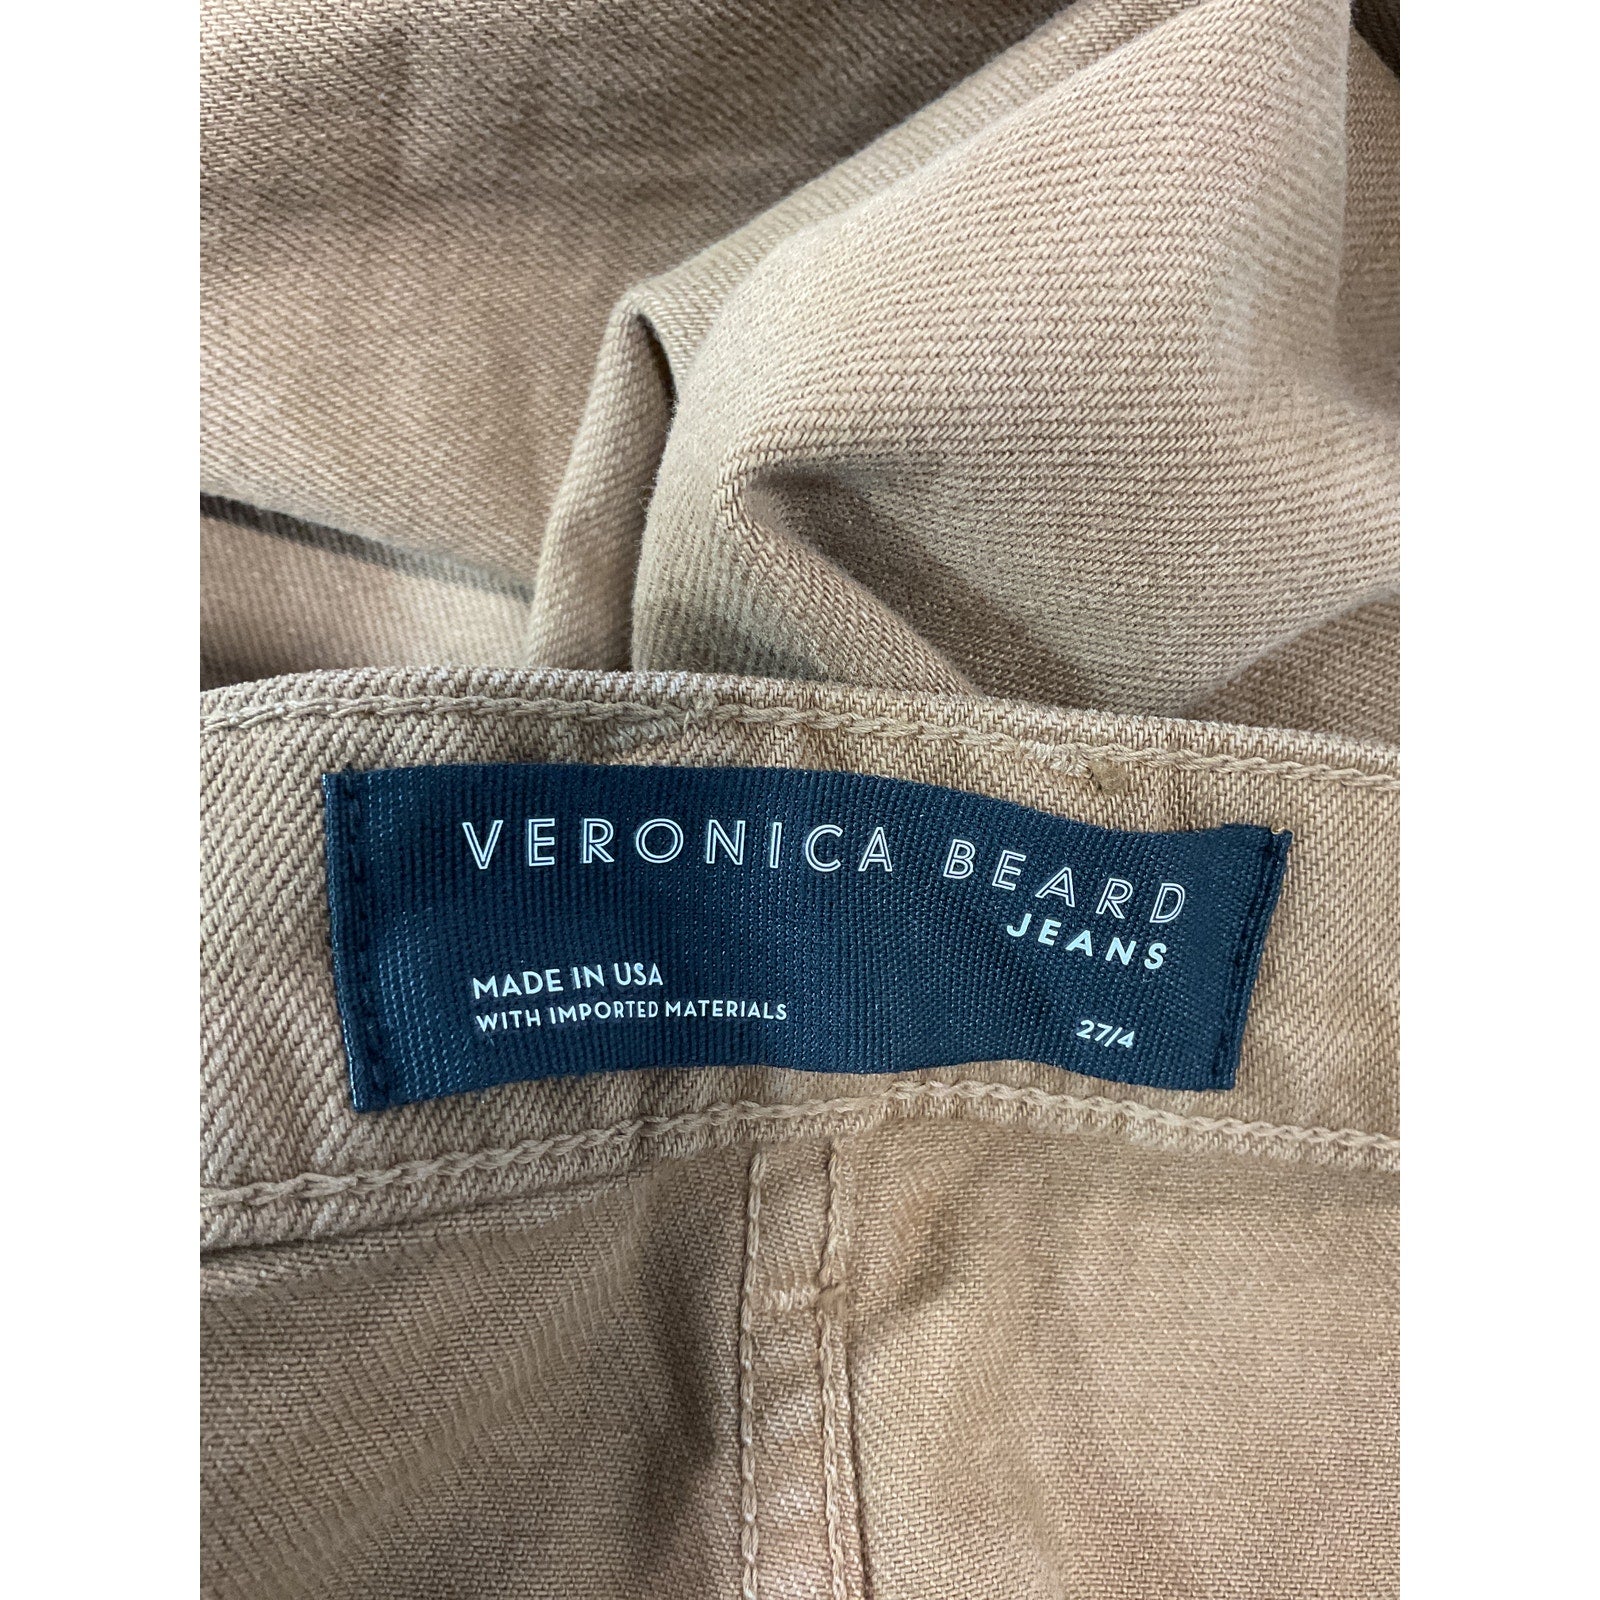 VERONICA BEARD
JEANS
MADE IN USA
WITH IMPORTED MATERIALS
27/4